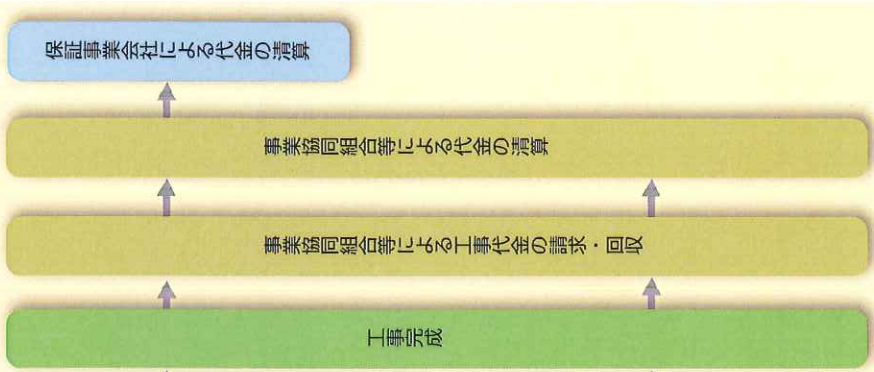 工事完成
事業協同組合等による工事代金の請求・回収
事業協同組合等による代金の清算
保証事業会社による代金の清算